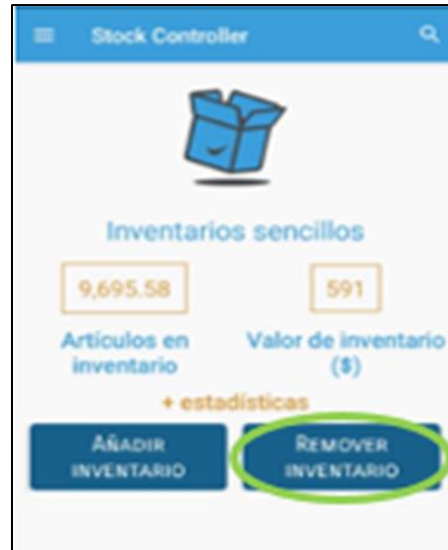 Stock Controller
Inventarios sencillos
9,695.58
591
Artículos en
inventario
Valor de inventario
($)
+ estadísticas
AÑADIR
INVENTARIO
REMOVER
INVENTARIO